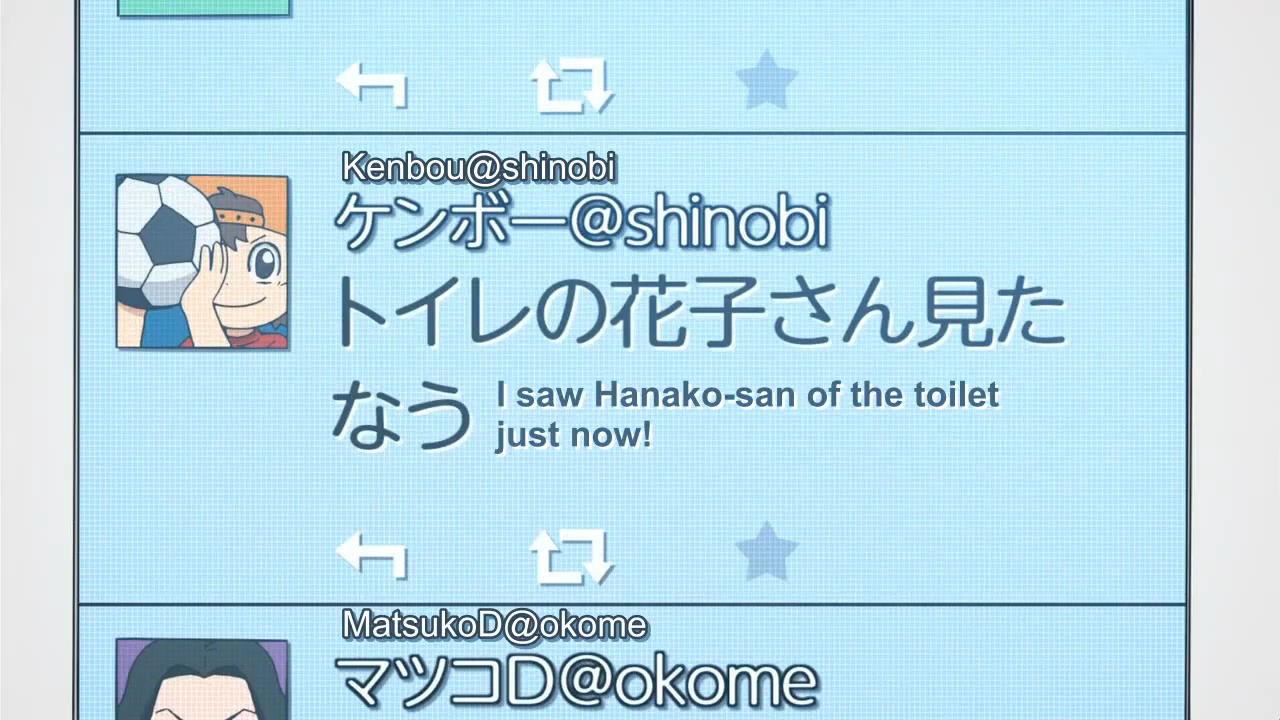 Kenbou@shinobi
ケンボー@shinobi
トイレの花子さん見た
なう
I saw Hanako-san of the toilet
just now!
MatsukoD@okome
マツコD@okome